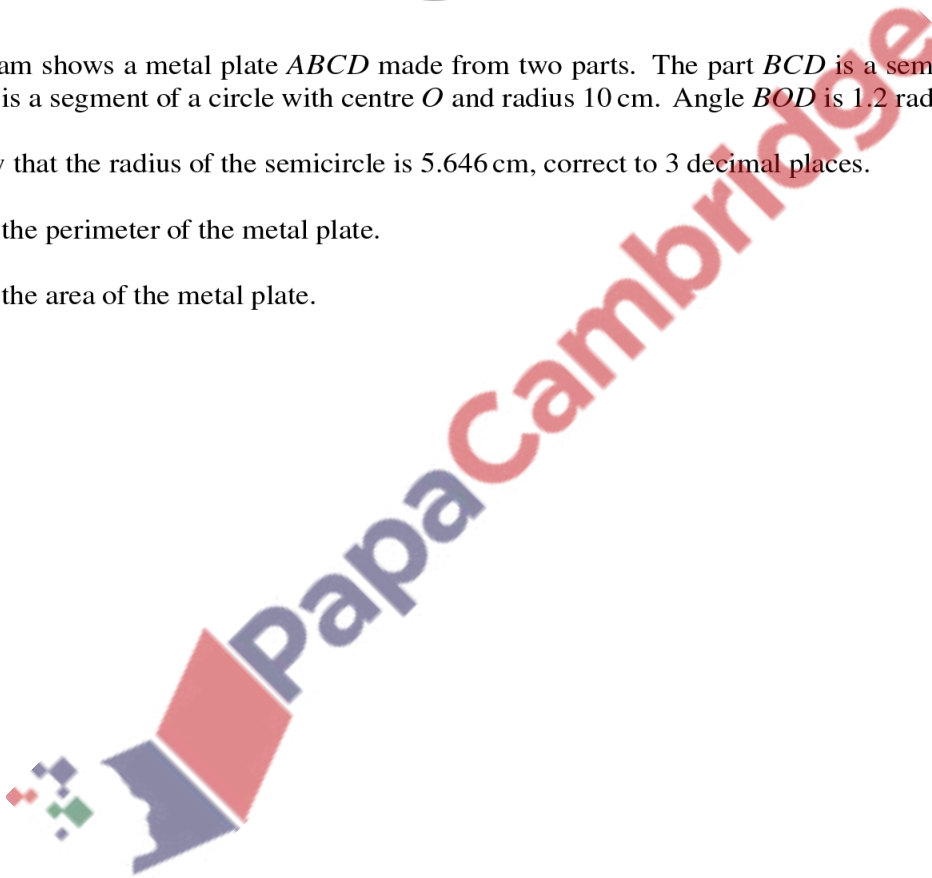 am shows a metal plate ABCD made from two parts. The part BCD is a sem
is a segment of a circle with centre O and radius 10 cm. Angle BOD is 1.2 rad
that the radius of the semicircle is 5.646 cm, correct to 3 decimal places.
the perimeter of the metal plate.
the area of the metal plate.
PapaCambridge